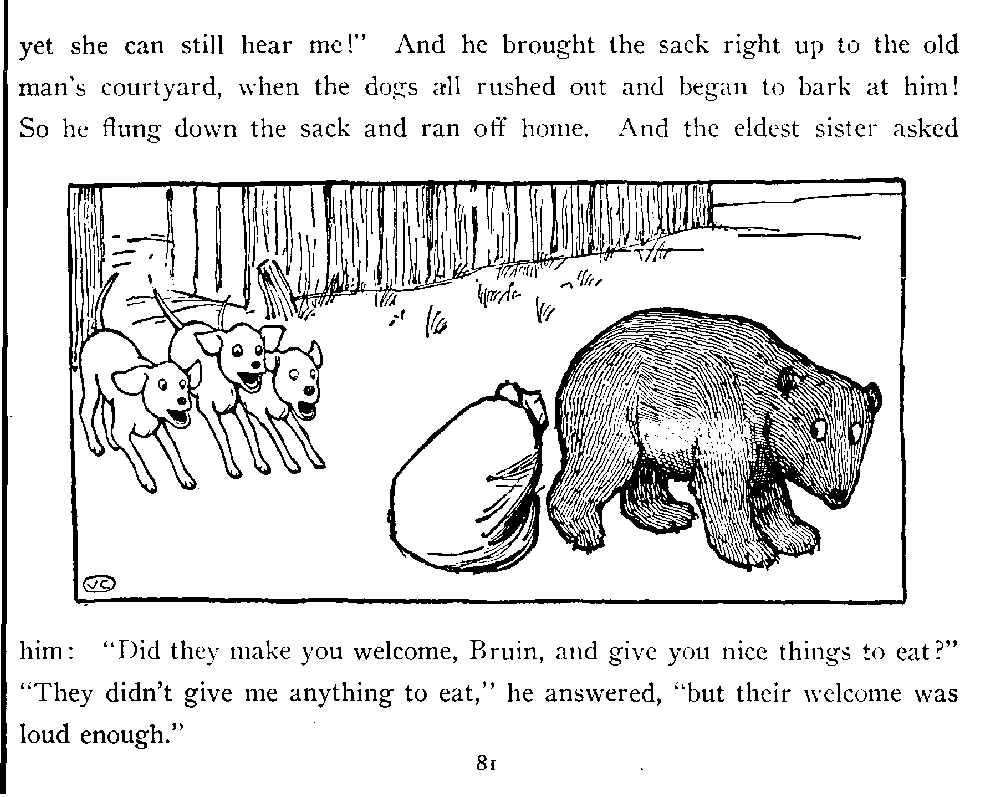 yet she can still hear me!” And he brought the sack right up to the old
man's courtyard, when the dogs all rushed out and began to bark at him!
So he flung down the sack and ran off home. And the eldest sister asked
VC
him: “Did they make you welcome, Bruin, and give you nice things to eat?”
“They didn't give me anything to eat,” he answered, “but their welcome was
loud enough.”
81